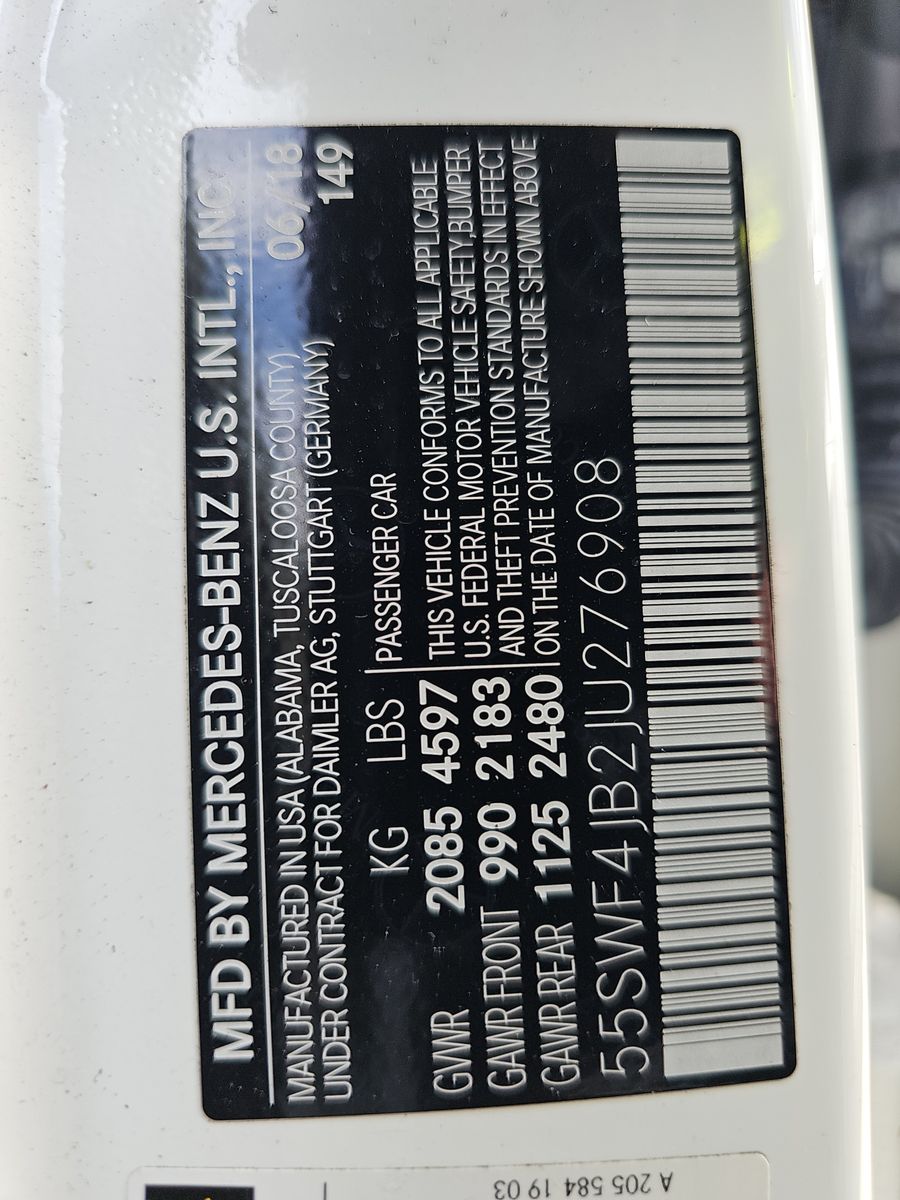 MFD BY MERCEDES-BENZ U.S. INTL., INC.
MANUFACTURED IN USA (ALABAMA, TUSCALOOSA COUNTY) 06/18
UNDER CONTRACT FOR DAIMLER AG, STUTTGART (GERMANY) 149
KG LBS PASSENGER CAR
GVWR 2085 4597 THIS VEHICLE CONFORMS TO ALL APPLICABLE
GAWR FRONT 990 2183 U.S. FEDERAL MOTOR VEHICLE SAFETY,BUMPER
AND THEFT PREVENTION STANDARDS IN EFFECT
GAWR REAR 1125 2480 ON THE DATE OF MANUFACTURE SHOWN ABOVE
55SWF4JB2JU276908
A 205 584 19 03